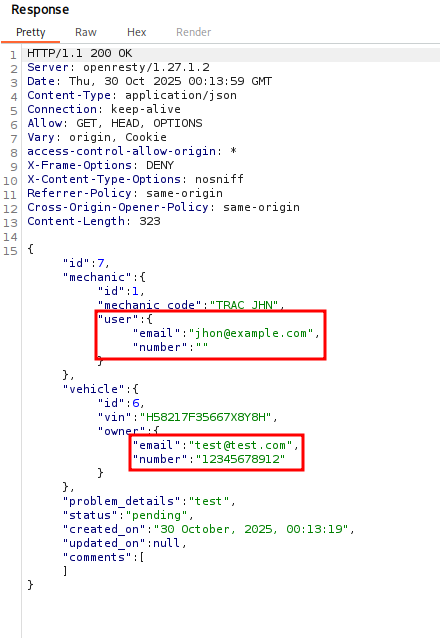 Response
Pretty Raw Hex Render
1 HTTP/1.1 200 OK
2 Server: openresty/1.27.1.2
3 Date: Thu, 30 Oct 2025 00:13:59 GMT
4 Content-Type: application/json
5 Connection: keep-alive
6 Allow: GET, HEAD, OPTIONS
7 Vary: origin, Cookie
8 access-control-allow-origin: *
9 X-Frame-Options: DENY
10 X-Content-Type-Options: nosniff
11 Referrer-Policy: same-origin
12 Cross-Origin-Opener-Policy: same-origin
13 Content-Length: 323
14
15 {
"id":7,
"mechanic":{
"id":1,
"mechanic_code":"TRAC_JHN",
"user":{
"email":"jhon@example.com",
"number":""
}
},
"vehicle":{
"id":6,
"vin":"H58217F35667X8Y8H",
"owner":{
"email":"test@test.com",
"number":"12345678912"
}
},
"problem_details":"test",
"status":"pending",
"created_on":"30 October, 2025, 00:13:19",
"updated_on":null,
"comments":[
]
}